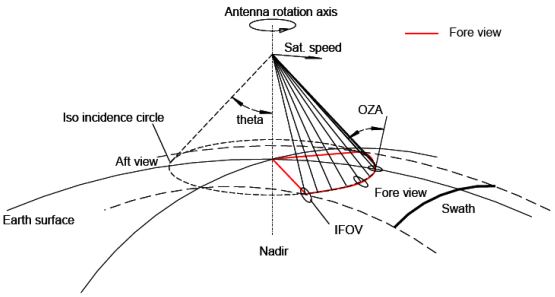 Antenna rotation axis
Fore view
Sat. speed
OZA
Iso incidence circle
theta
Aft view
Fore view
Earth surface
Swath
IFOV
Nadir